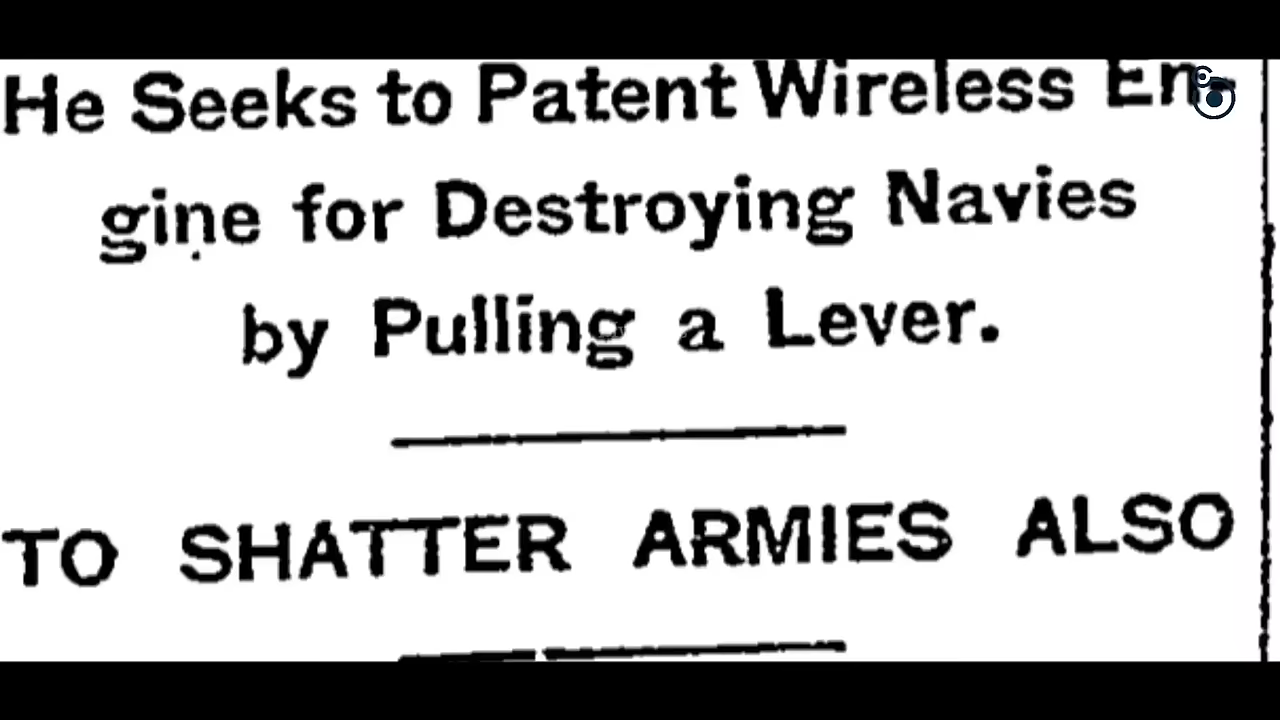 He Seeks to Patent Wireless En-
gine for Destroying Navies
by Pulling a Lever.
TO SHATTER ARMIES ALSO